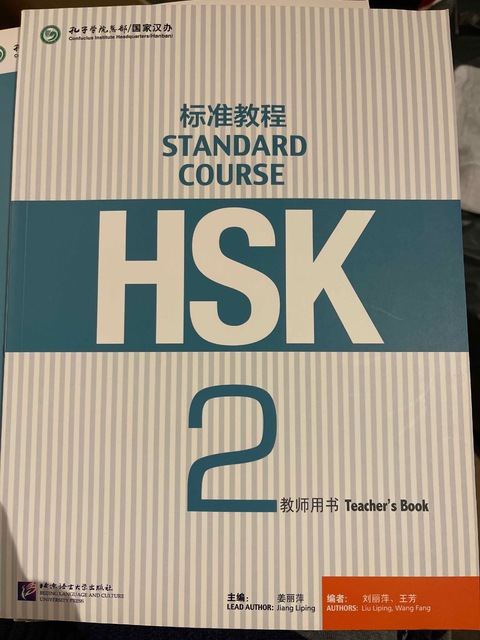 孔子学院总部/国家汉办
Confucius Institute Headquarters(Hanban)
标准教程
STANDARD
COURSE
HSK
2
教师用书 Teacher's Book
北京语言大学出版社
BEIJING LANGUAGE AND CULTURE
UNIVERSITY PRESS
主编： 姜丽萍
LEAD AUTHOR: Jiang Liping
编者： 刘丽萍、王芳
AUTHORS: Liu Liping, Wang Fang